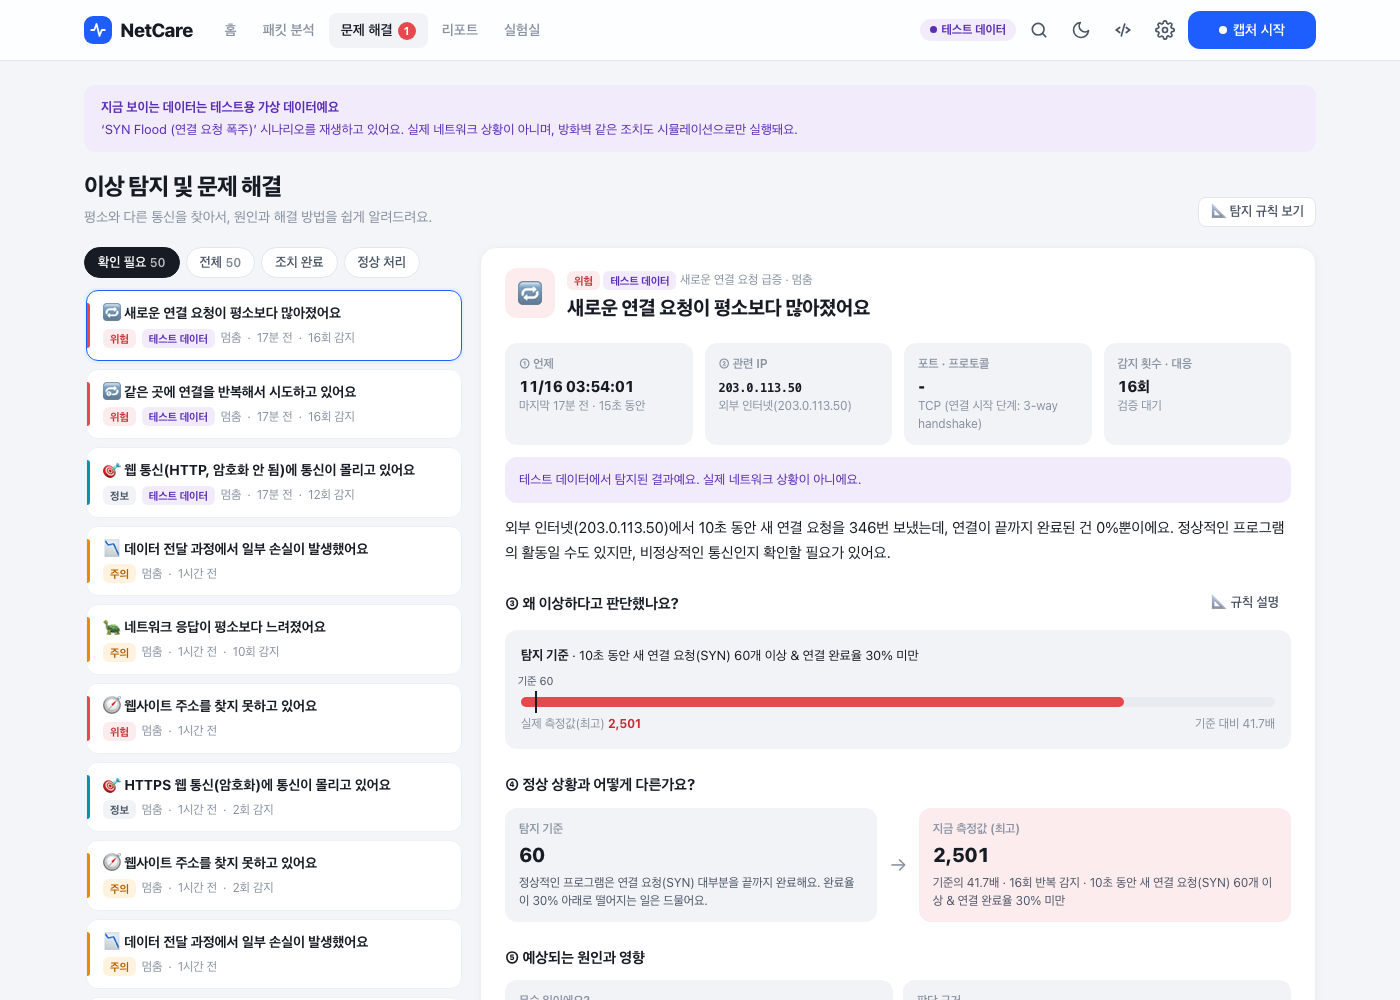 NetCare
홈
패킷 분석
문제 해결 1
리포트
실험실
테스트 데이터
캡처 시작
지금 보이는 데이터는 테스트용 가상 데이터예요
‘SYN Flood (연결 요청 폭주)’ 시나리오를 재생하고 있어요. 실제 네트워크 상황이 아니며, 방화벽 같은 조치도 시뮬레이션으로만 실행돼요.
이상 탐지 및 문제 해결
평소와 다른 통신을 찾아서, 원인과 해결 방법을 쉽게 알려드려요.
탐지 규칙 보기
확인 필요 50
전체 50
조치 완료
정상 처리
새로운 연결 요청이 평소보다 많아졌어요
위험 테스트 데이터 멈춤 · 17분 전 · 16회 감지
같은 곳에 연결을 반복해서 시도하고 있어요
위험 테스트 데이터 멈춤 · 17분 전 · 16회 감지
웹 통신(HTTP, 암호화 안 됨)에 통신이 몰리고 있어요
정보 테스트 데이터 멈춤 · 17분 전 · 12회 감지
데이터 전달 과정에서 일부 손실이 발생했어요
주의 멈춤 · 1시간 전
네트워크 응답이 평소보다 느려졌어요
주의 멈춤 · 1시간 전 · 10회 감지
웹사이트 주소를 찾지 못하고 있어요
위험 멈춤 · 1시간 전
HTTPS 웹 통신(암호화)에 통신이 몰리고 있어요
정보 멈춤 · 1시간 전 · 2회 감지
웹사이트 주소를 찾지 못하고 있어요
주의 멈춤 · 1시간 전 · 2회 감지
데이터 전달 과정에서 일부 손실이 발생했어요
주의 멈춤 · 1시간 전
위험 테스트 데이터 새로운 연결 요청 급증 · 멈춤
새로운 연결 요청이 평소보다 많아졌어요
① 언제
11/16 03:54:01
마지막 17분 전 · 15초 동안
② 관련 IP
203.0.113.50
외부 인터넷(203.0.113.50)
포트 · 프로토콜
-
TCP (연결 시작 단계: 3-way
handshake)
감지 횟수 · 대응
16회
검증 대기
테스트 데이터에서 탐지된 결과예요. 실제 네트워크 상황이 아니에요.
외부 인터넷(203.0.113.50)에서 10초 동안 새 연결 요청을 346번 보냈는데, 연결이 끝까지 완료된 건 0%뿐이에요. 정상적인 프로그램
의 활동일 수도 있지만, 비정상적인 통신인지 확인할 필요가 있어요.
③ 왜 이상하다고 판단했나요?
규칙 설명
탐지 기준 · 10초 동안 새 연결 요청(SYN) 60개 이상 & 연결 완료율 30% 미만
기준 60
실제 측정값(최고) 2,501
기준 대비 41.7배
④ 정상 상황과 어떻게 다른가요?
탐지 기준
60
정상적인 프로그램은 연결 요청(SYN) 대부분을 끝까지 완료해요. 완료율
이 30% 아래로 떨어지는 일은 드물어요.
→
지금 측정값 (최고)
2,501
기준의 41.7배 · 16회 반복 감지 · 10초 동안 새 연결 요청(SYN) 60개 이
상 & 연결 완료율 30% 미만
⑤ 예상되는 원인과 영향
무슨 일이에요?
판단 근거